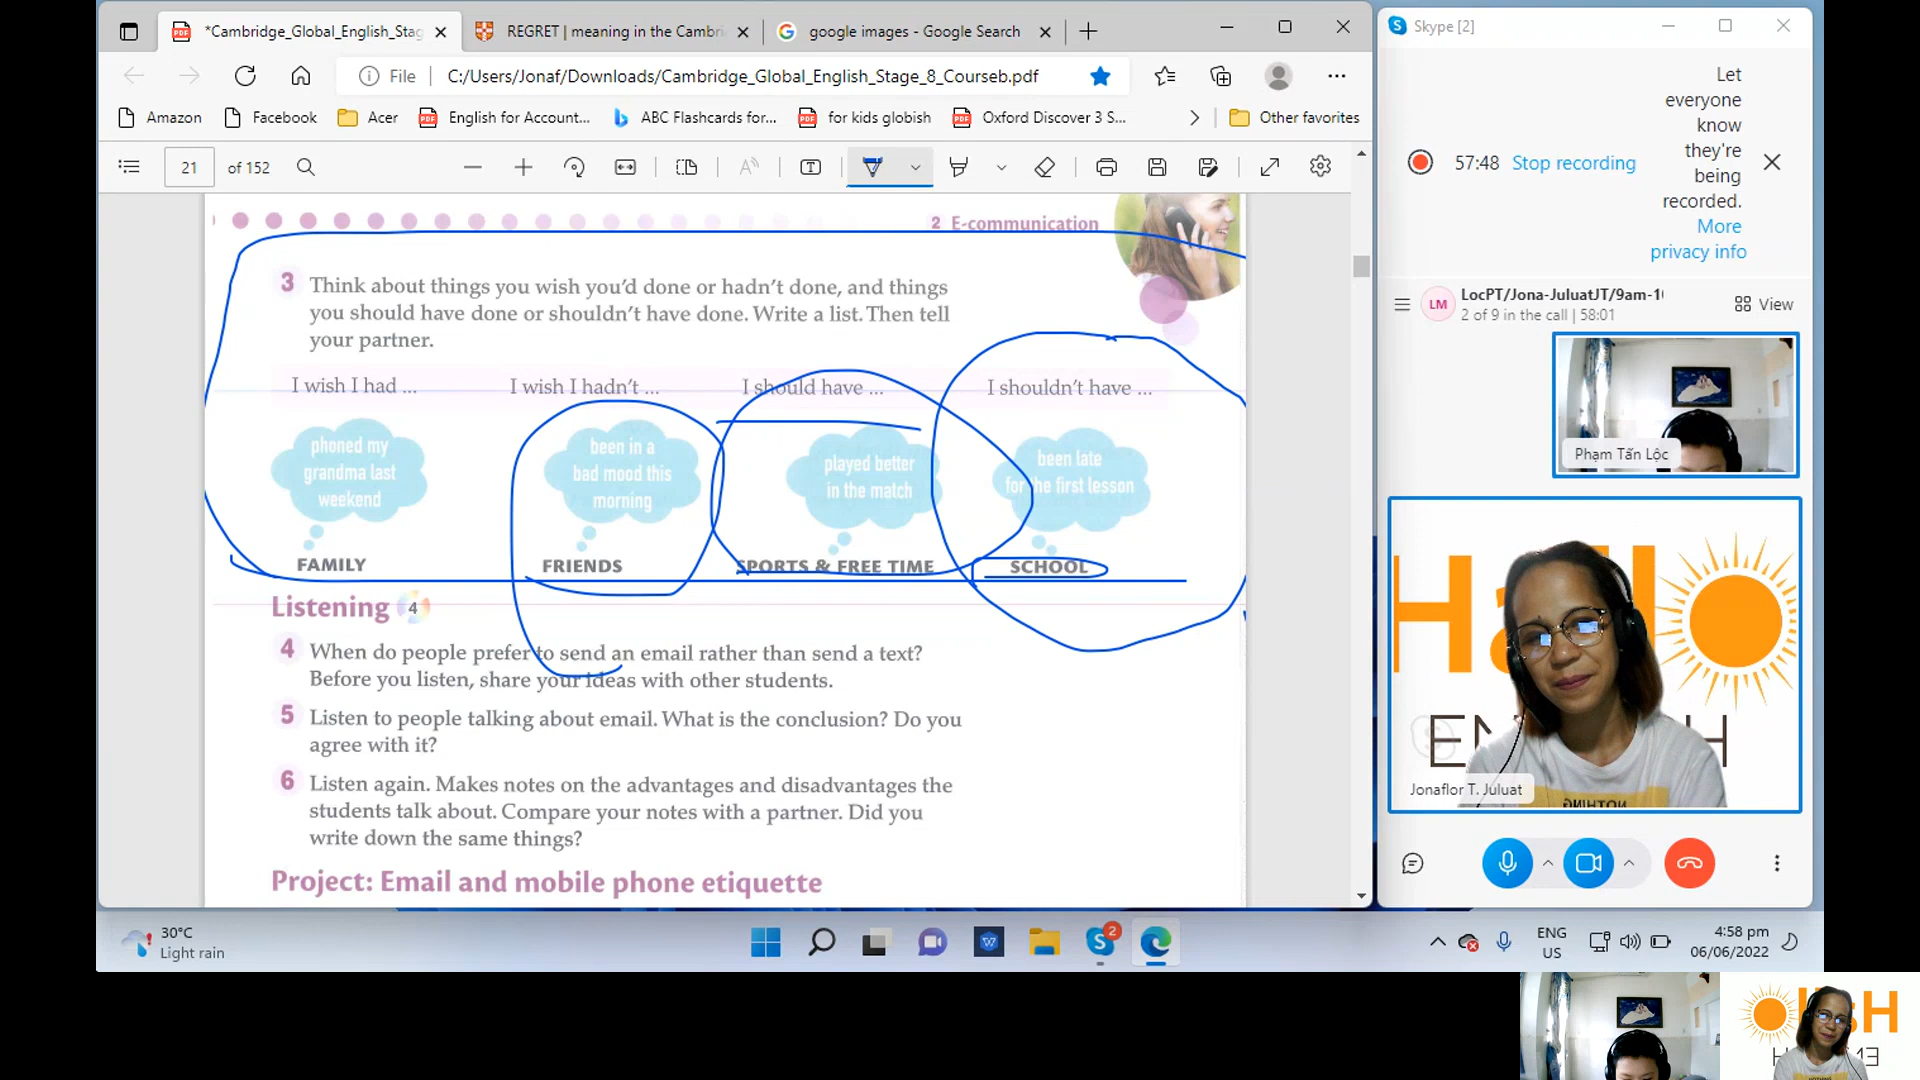 *Cambridge_Global_English_Stag
REGRET | meaning in the Cambri
google images - Google Search
File
C:/Users/Jonaf/Downloads/Cambridge_Global_English_Stage_8_Courseb.pdf
Amazon
Facebook
Acer
English for Account...
ABC Flashcards for...
for kids globish
Oxford Discover 3 S...
Other favorites
21 of 152
2 E-communication
3 Think about things you wish you'd done or hadn't done, and things
you should have done or shouldn't have done. Write a list. Then tell
your partner.
I wish I had ...
I wish I hadn't ...
I should have ...
I shouldn't have ...
phoned my
grandma last
weekend
been in a
bad mood this
morning
played better
in the match
been late
for the first lesson
FAMILY
FRIENDS
SPORTS & FREE TIME
SCHOOL
Listening 4
4 When do people prefer to send an email rather than send a text?
Before you listen, share your ideas with other students.
5 Listen to people talking about email. What is the conclusion? Do you
agree with it?
6 Listen again. Makes notes on the advantages and disadvantages the
students talk about. Compare your notes with a partner. Did you
write down the same things?
Project: Email and mobile phone etiquette
Skype [2]
57:48 Stop recording
Let
everyone
know
they're
being
recorded.
More
privacy info
LM
LocPT/Jona-JuluatJT/9am-1
2 of 9 in the call | 58:01
View
Phạm Tấn Lộc
Jonaflor T. Juluat
30°C
Light rain
2
ENG
US
4:58 pm
06/06/2022